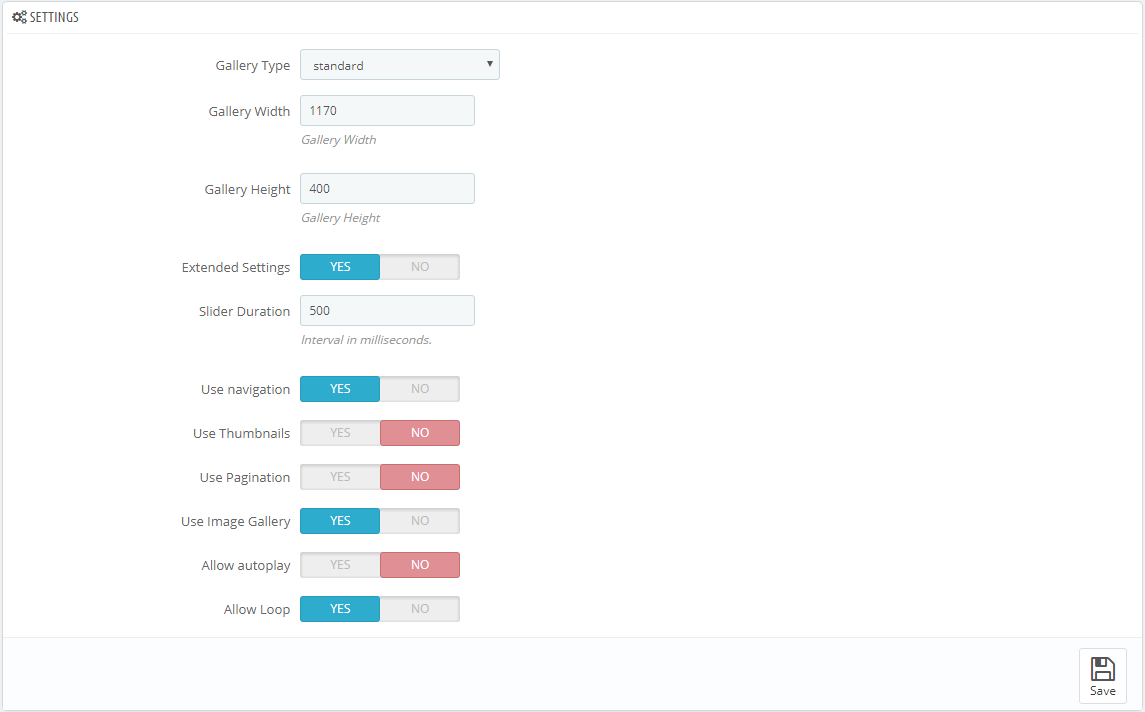 SETTINGS
Gallery Type standard
Gallery Width 1170
Gallery Width
Gallery Height 400
Gallery Height
Extended Settings YES NO
Slider Duration 500
Interval in milliseconds.
Use navigation YES NO
Use Thumbnails YES NO
Use Pagination YES NO
Use Image Gallery YES NO
Allow autoplay YES NO
Allow Loop YES NO
Save